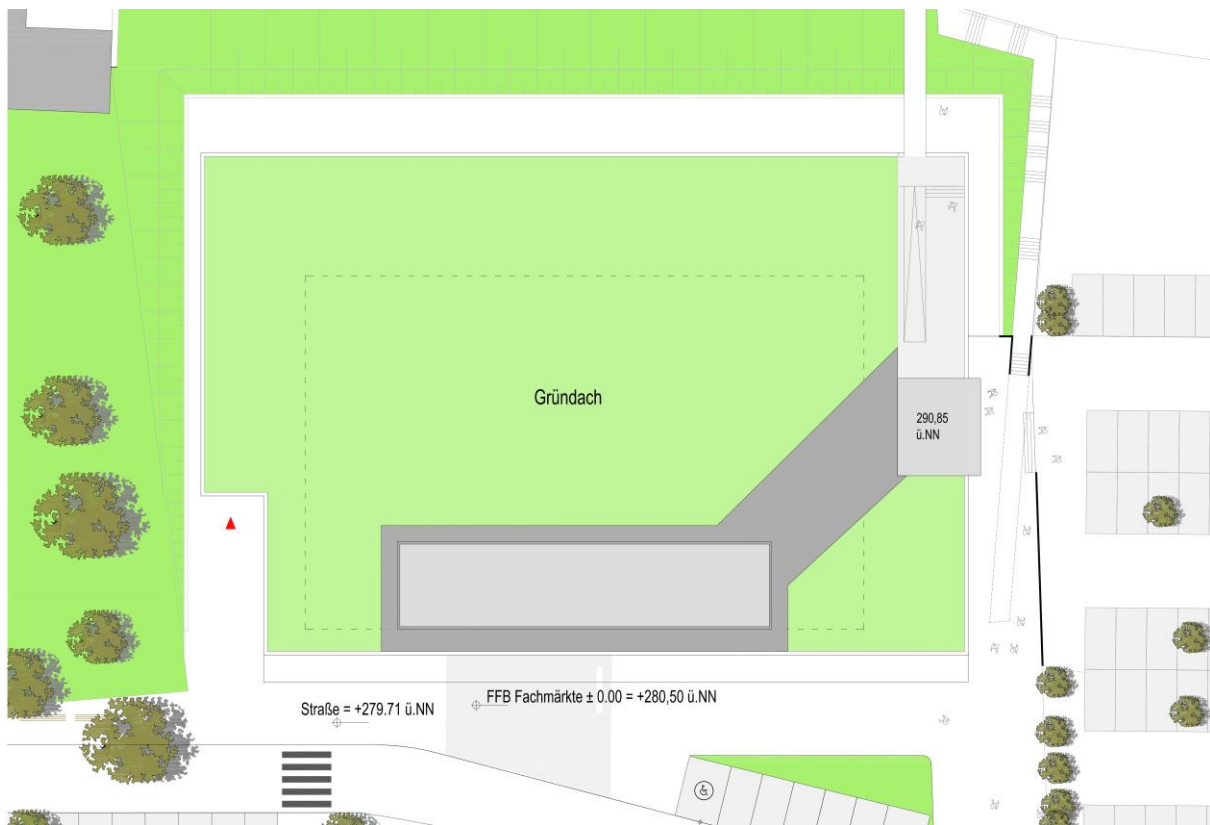 Gründach
290,85
ü.NN
FFB Fachmärkte ± 0.00 = +280,50 ü.NN
Straße = +279.71 ü.NN